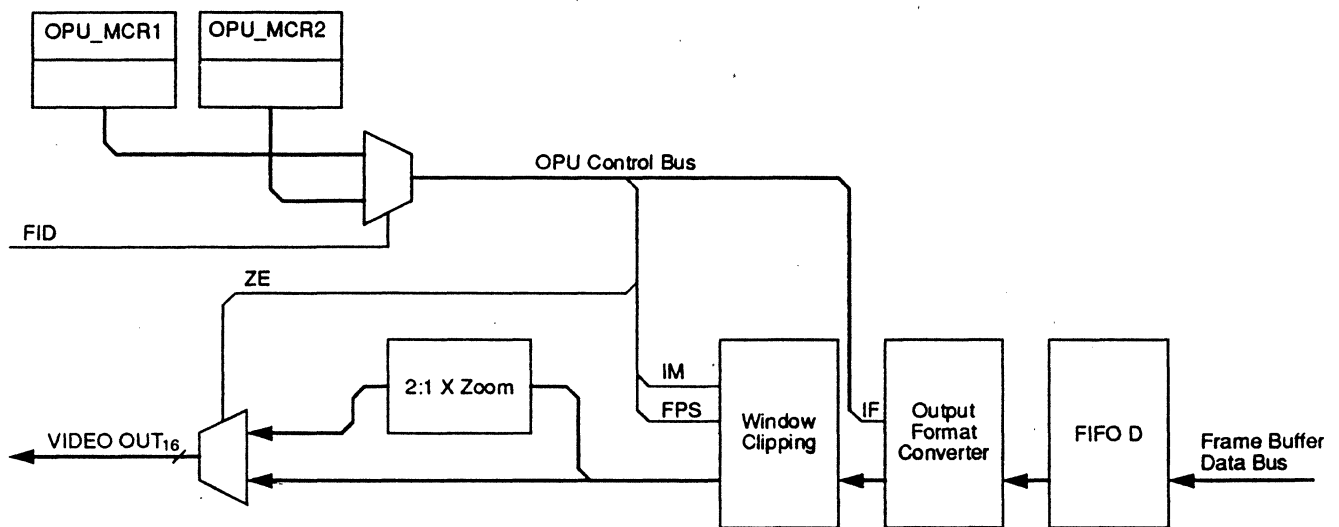 OPU_MCR1
OPU_MCR2
OPU Control Bus
FID
ZE
2:1 X Zoom
IM
FPS
Window
Clipping
IF
Output
Format
Converter
FIFO D
Frame Buffer
Data Bus
VIDEO OUT16